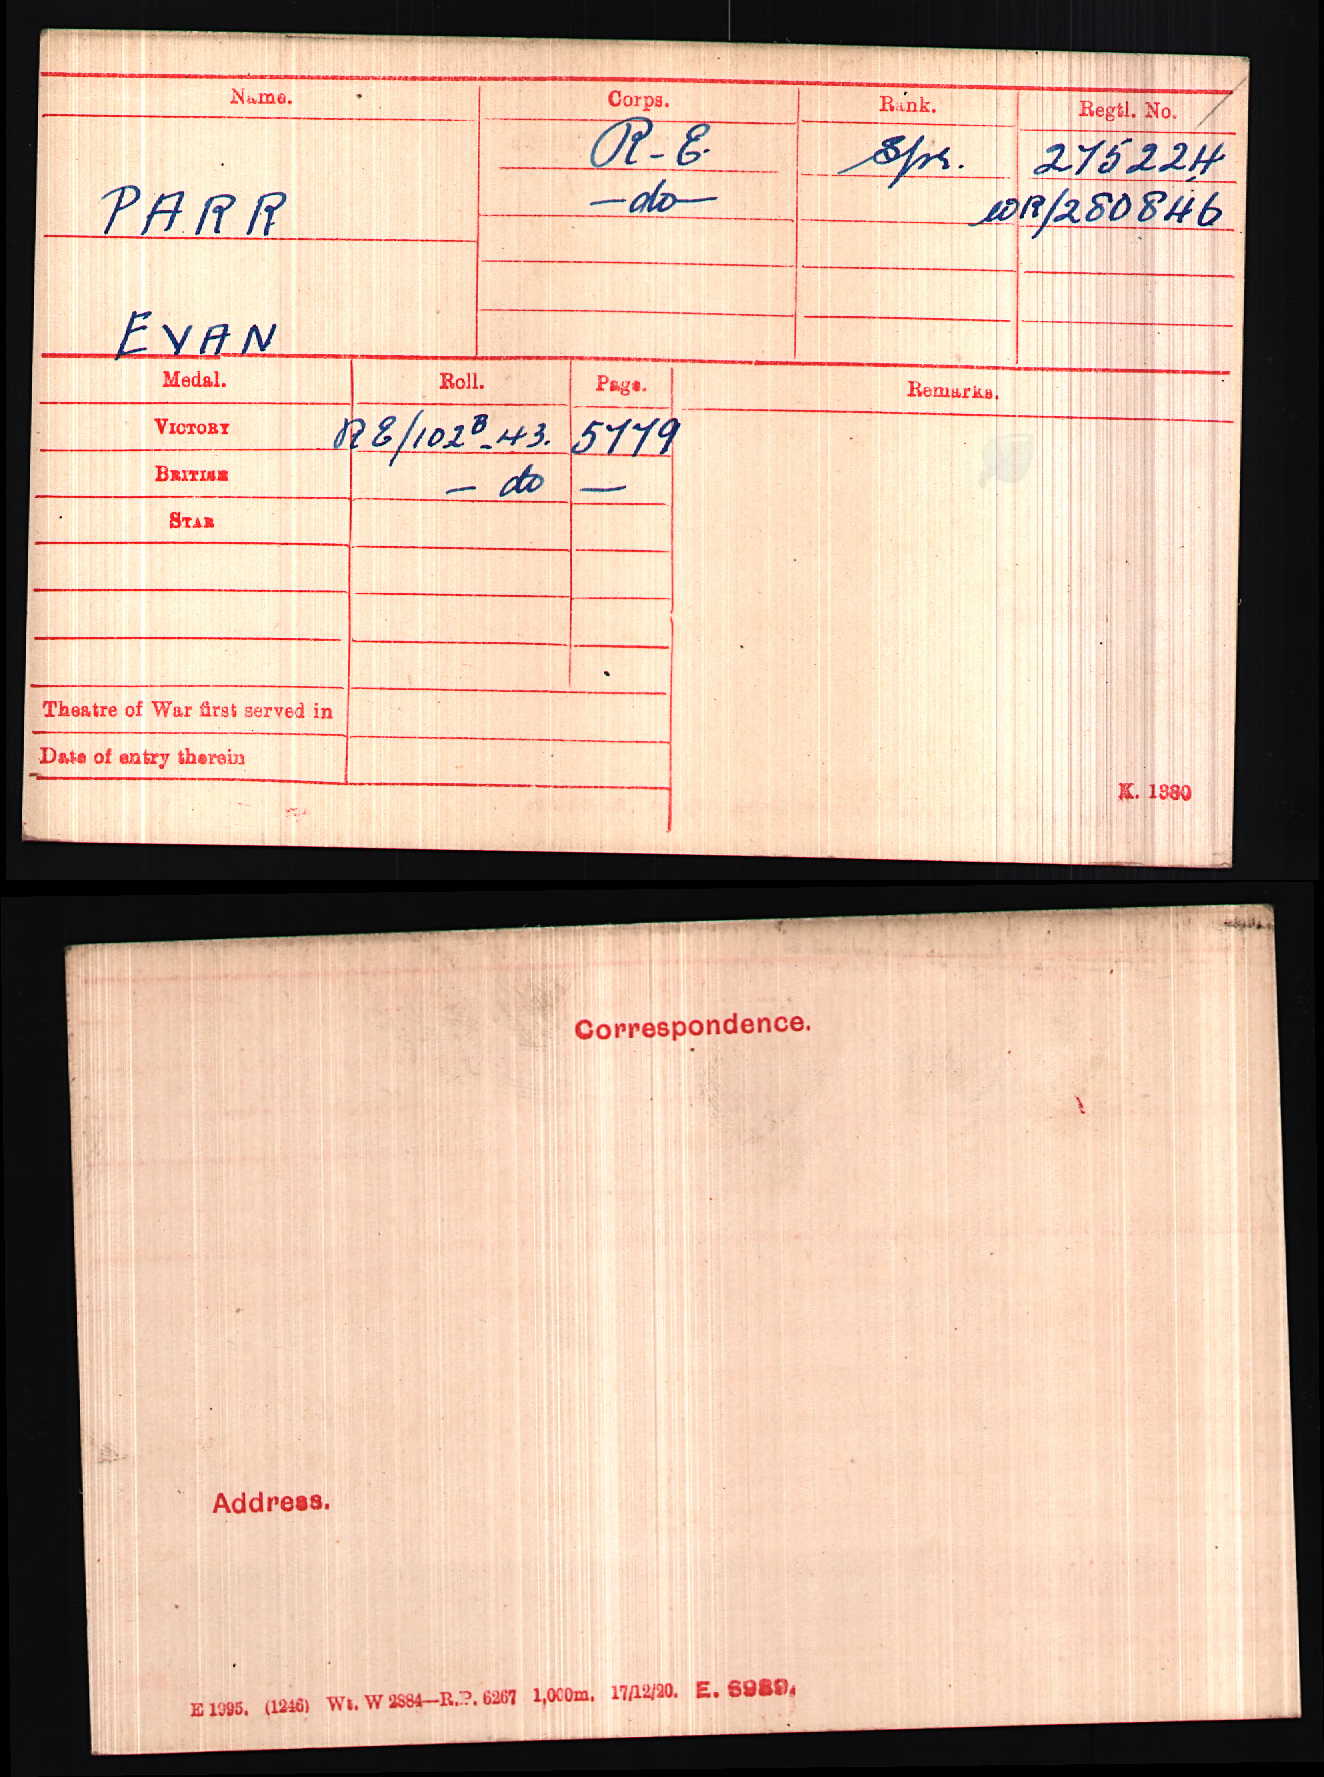 Name. Corps. Rank. Regtl. No.
R.E. Spr. 275224
PARR -do- WR/280846
EVAN
Medal. Roll. Page. Remarks.
VICTORY RE/102B-43. 5779
BRITISH - do -
STAR
Theatre of War first served in
Date of entry therein
K. 1380
Correspondence.
Address.
E 1995. (1246) Wt. W 2884—R.P. 6267 1,000m. 17/12/20. E. 6989.